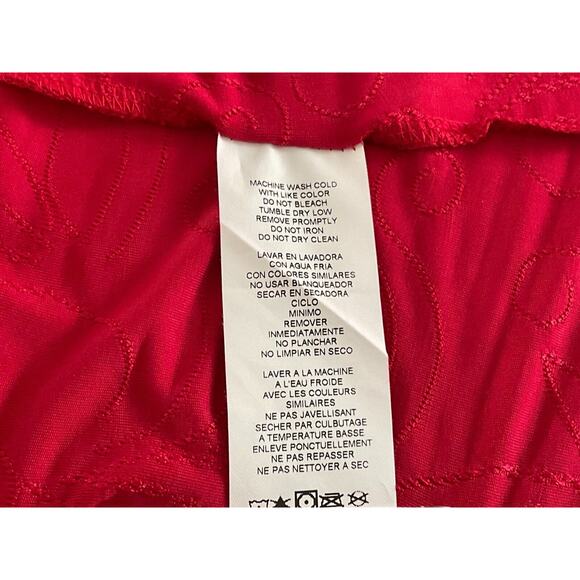 MACHINE WASH COLD
WITH LIKE COLOR
DO NOT BLEACH
TUMBLE DRY LOW
REMOVE PROMPTLY
DO NOT IRON
DO NOT DRY CLEAN
LAVAR EN LAVADORA
CON AGUA FRIA
CON COLORES SIMILARES
NO USAR BLANQUEADOR
SECAR EN SECADORA
CICLO
MINIMO
REMOVER
INMEDIATAMENTE
NO PLANCHAR
NO LIMPIAR EN SECO
LAVER A LA MACHINE
A L'EAU FROIDE
AVEC LES COULEURS
SIMILAIRES
NE PAS JAVELLISANT
SECHER PAR CULBUTAGE
A TEMPERATURE BASSE
ENLEVE PONCTUELLEMENT
NE PAS REPASSER
NE PAS NETTOYER A SEC